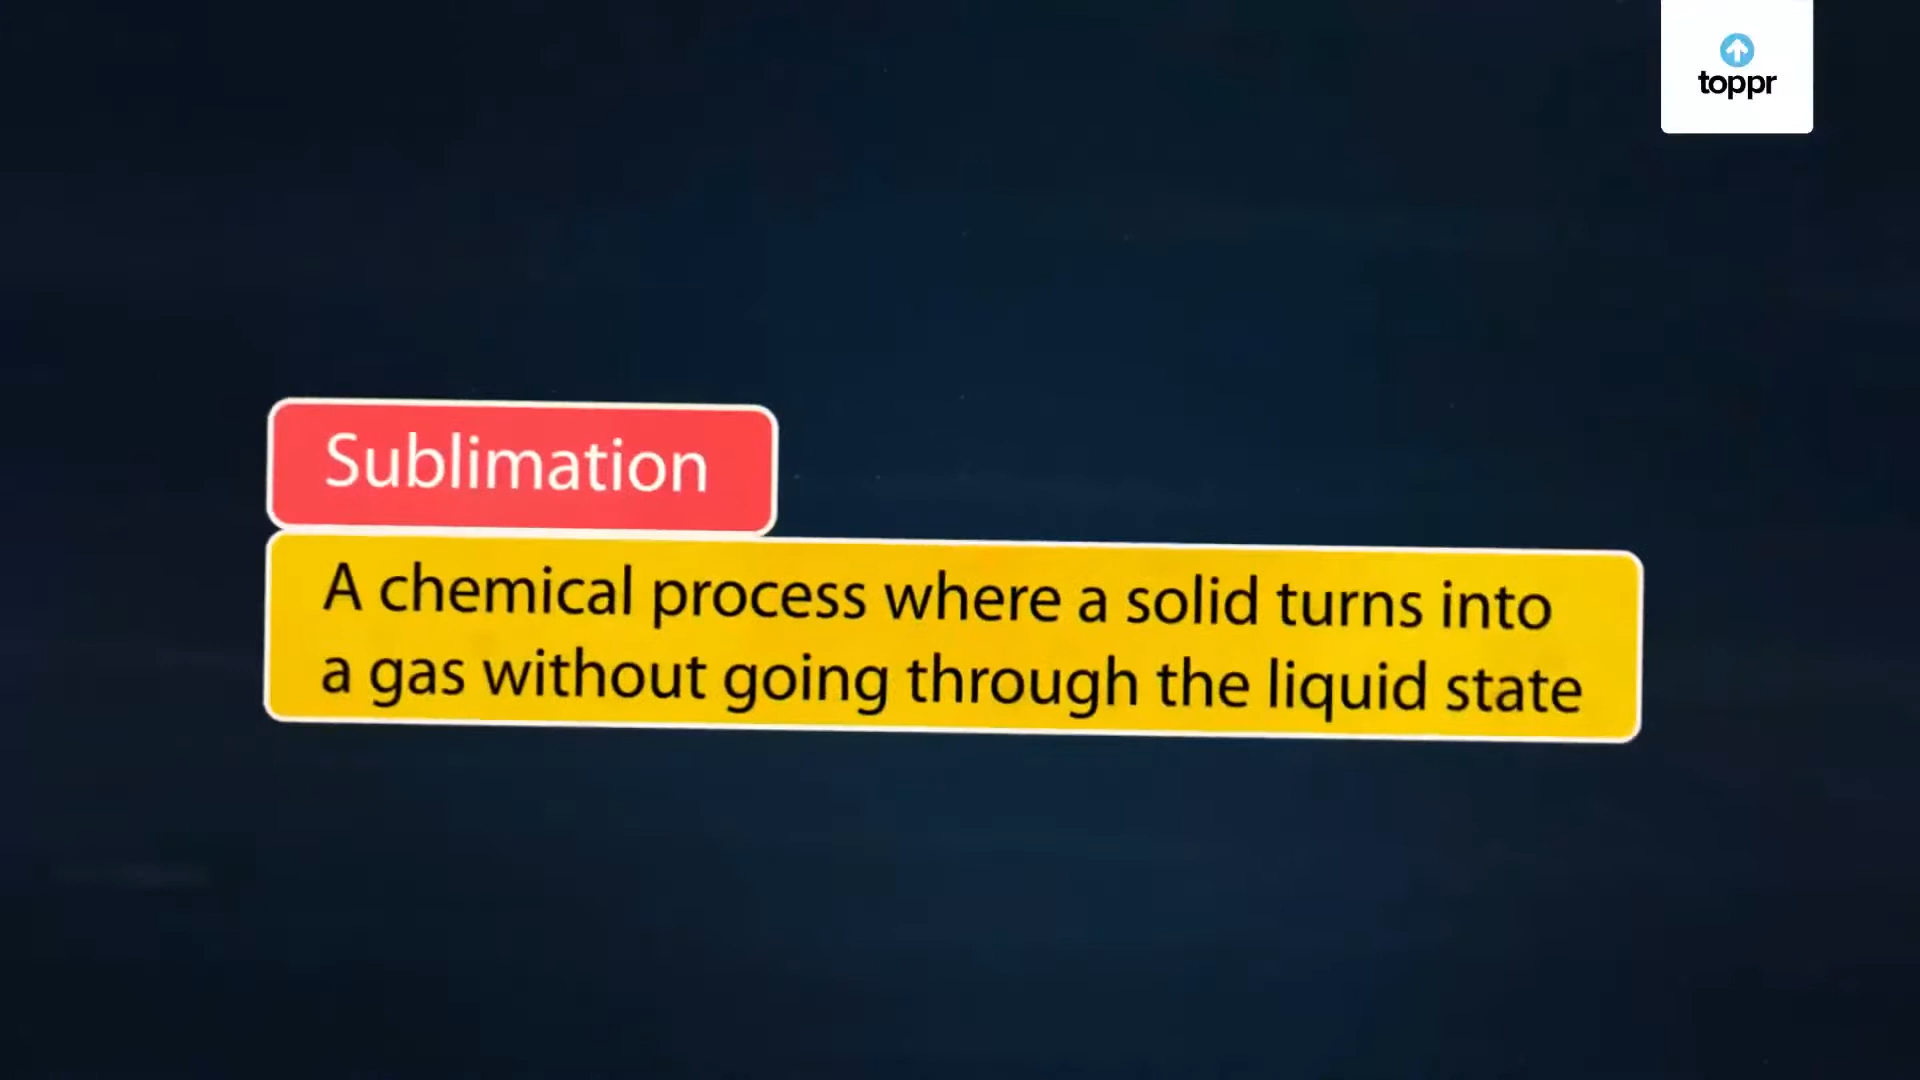 toppr
Sublimation
A chemical process where a solid turns into
a gas without going through the liquid state